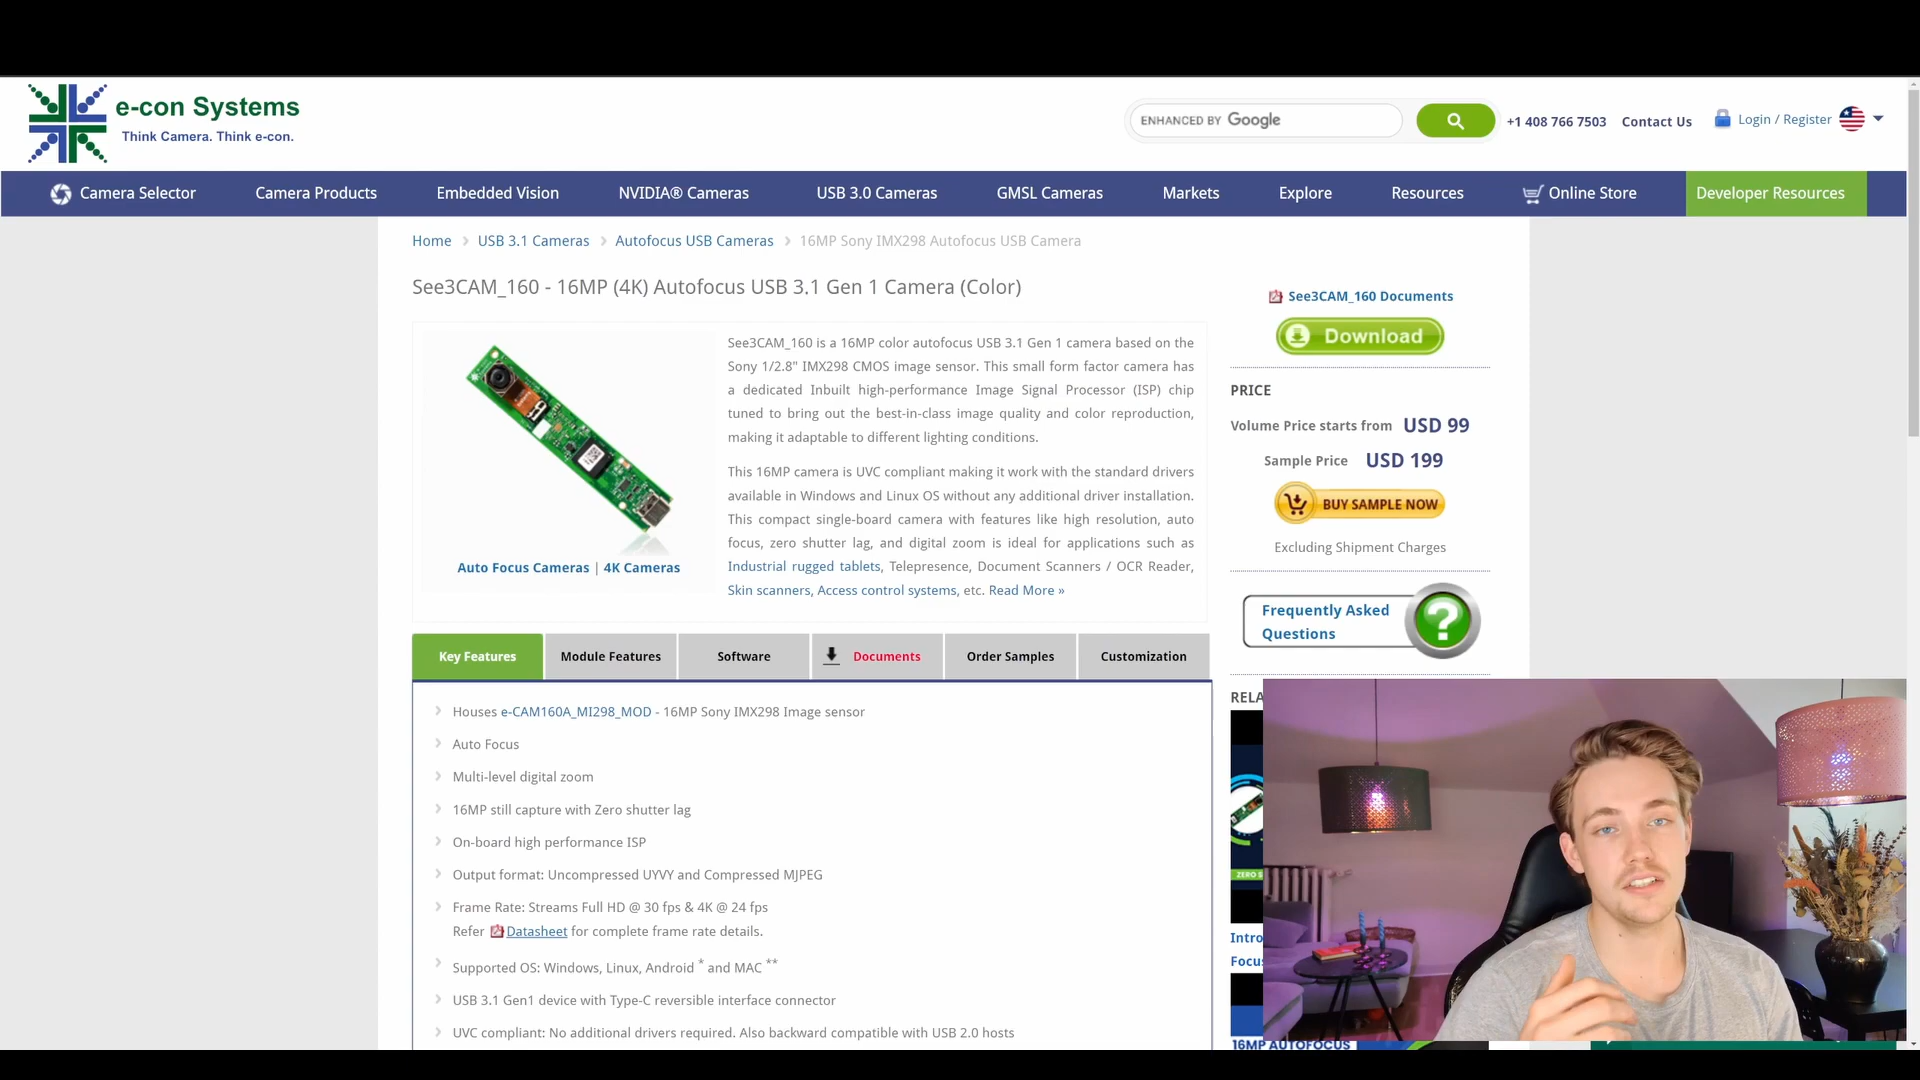 e-con Systems
Think Camera. Think e-con.
ENHANCED BY Google
+1 408 766 7503
Contact Us
Login / Register
Camera Selector
Camera Products
Embedded Vision
NVIDIA® Cameras
USB 3.0 Cameras
GMSL Cameras
Markets
Explore
Resources
Online Store
Developer Resources
Home › USB 3.1 Cameras › Autofocus USB Cameras › 16MP Sony IMX298 Autofocus USB Camera
See3CAM_160 - 16MP (4K) Autofocus USB 3.1 Gen 1 Camera (Color)
See3CAM_160 is a 16MP color autofocus USB 3.1 Gen 1 camera based on the
Sony 1/2.8" IMX298 CMOS image sensor. This small form factor camera has
a dedicated Inbuilt high-performance Image Signal Processor (ISP) chip
tuned to bring out the best-in-class image quality and color reproduction,
making it adaptable to different lighting conditions.
This 16MP camera is UVC compliant making it work with the standard drivers
available in Windows and Linux OS without any additional driver installation.
This compact single-board camera with features like high resolution, auto
focus, zero shutter lag, and digital zoom is ideal for applications such as
Industrial rugged tablets, Telepresence, Document Scanners / OCR Reader,
Skin scanners, Access control systems, etc. Read More »
Auto Focus Cameras | 4K Cameras
See3CAM_160 Documents
Download
PRICE
Volume Price starts from USD 99
Sample Price USD 199
BUY SAMPLE NOW
Excluding Shipment Charges
Frequently Asked
Questions
?
RELA
Key Features
Module Features
Software
Documents
Order Samples
Customization
Houses e-CAM160A_MI298_MOD - 16MP Sony IMX298 Image sensor
Auto Focus
Multi-level digital zoom
16MP still capture with Zero shutter lag
On-board high performance ISP
Output format: Uncompressed UYVY and Compressed MJPEG
Frame Rate: Streams Full HD @ 30 fps & 4K @ 24 fps
Refer Datasheet for complete frame rate details.
Supported OS: Windows, Linux, Android * and MAC **
USB 3.1 Gen1 device with Type-C reversible interface connector
UVC compliant: No additional drivers required. Also backward compatible with USB 2.0 hosts
ZERO S
Intro
Focus
16MP AUTOFOCUS